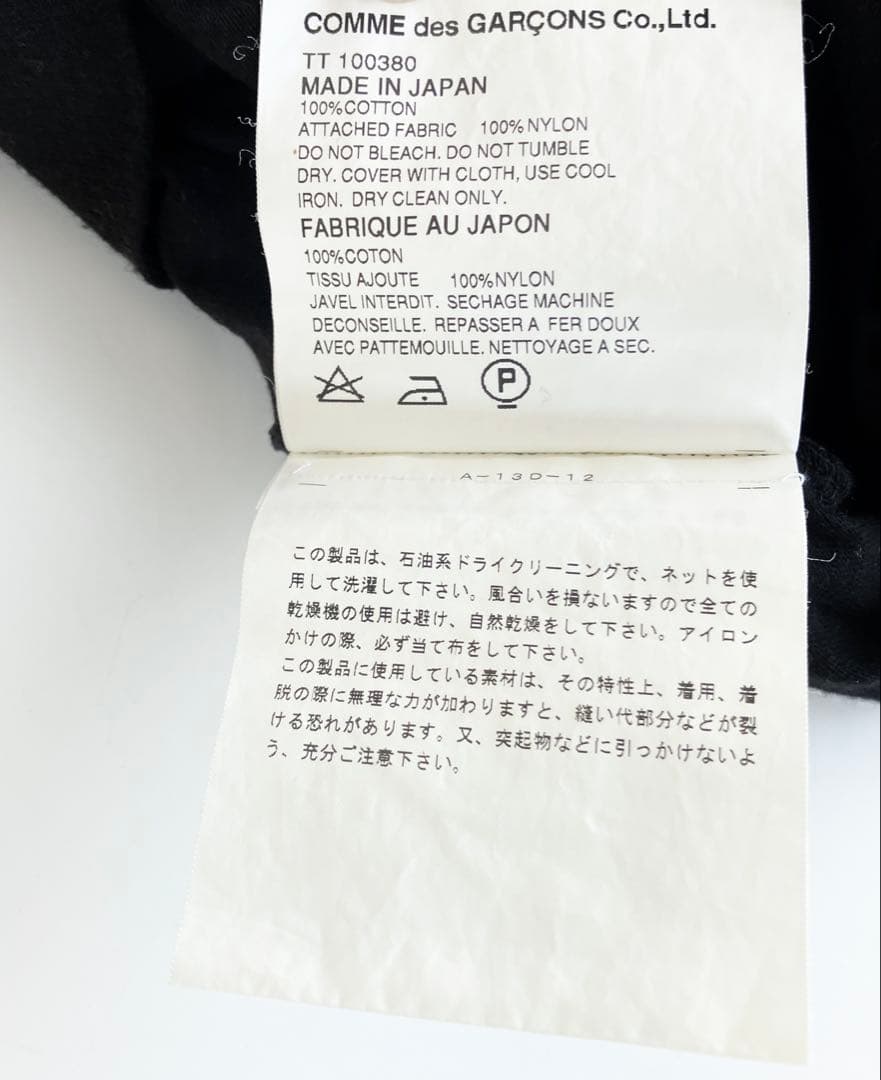 COMME des GARÇONS Co.,Ltd.
TT 100380
MADE IN JAPAN
100%COTTON
ATTACHED FABRIC 100%NYLON
DO NOT BLEACH. DO NOT TUMBLE
DRY. COVER WITH CLOTH, USE COOL
IRON. DRY CLEAN ONLY.
FABRIQUE AU JAPON
100%COTON
TISSU AJOUTE 100%NYLON
JAVEL INTERDIT. SECHAGE MACHINE
DECONSEILLE. REPASSER A FER DOUX
AVEC PATTEMOUILLE. NETTOYAGE A SEC.
P
A-13D-12
この製品は、石油系ドライクリーニングで、ネットを使
用して洗濯して下さい。風合いを損ないますので全ての
乾燥機の使用は避け、自然乾燥をして下さい。アイロン
かけの際、必ず当て布をして下さい。
この製品に使用している素材は、その特性上、着用、着
脱の際に無理な力が加わりますと、縫い代部分などが裂
ける恐れがあります。又、突起物などに引っかけないよ
う、充分ご注意下さい。